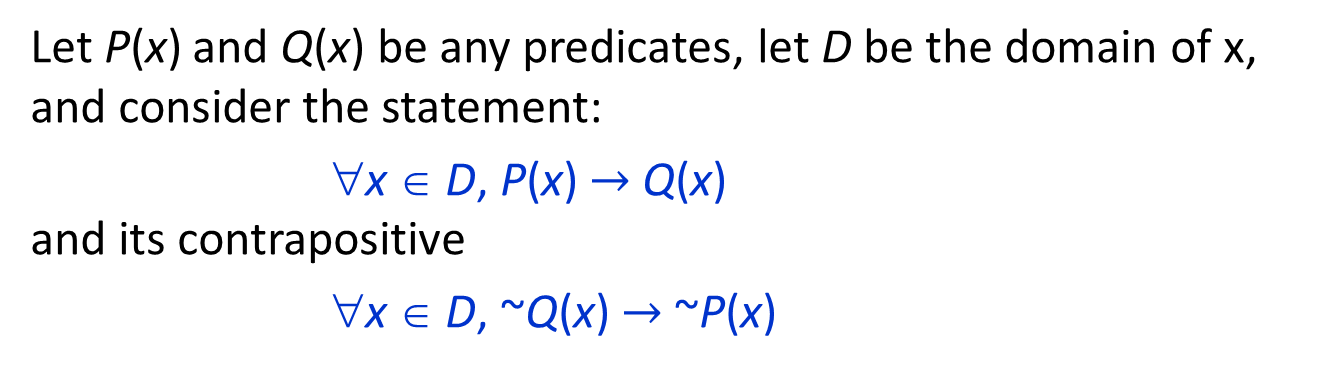 Let P(x) and Q(x) be any predicates, let D be the domain of x,
and consider the statement:
∀x ∈ D, P(x) → Q(x)
and its contrapositive
∀x ∈ D, ~Q(x) → ~P(x)